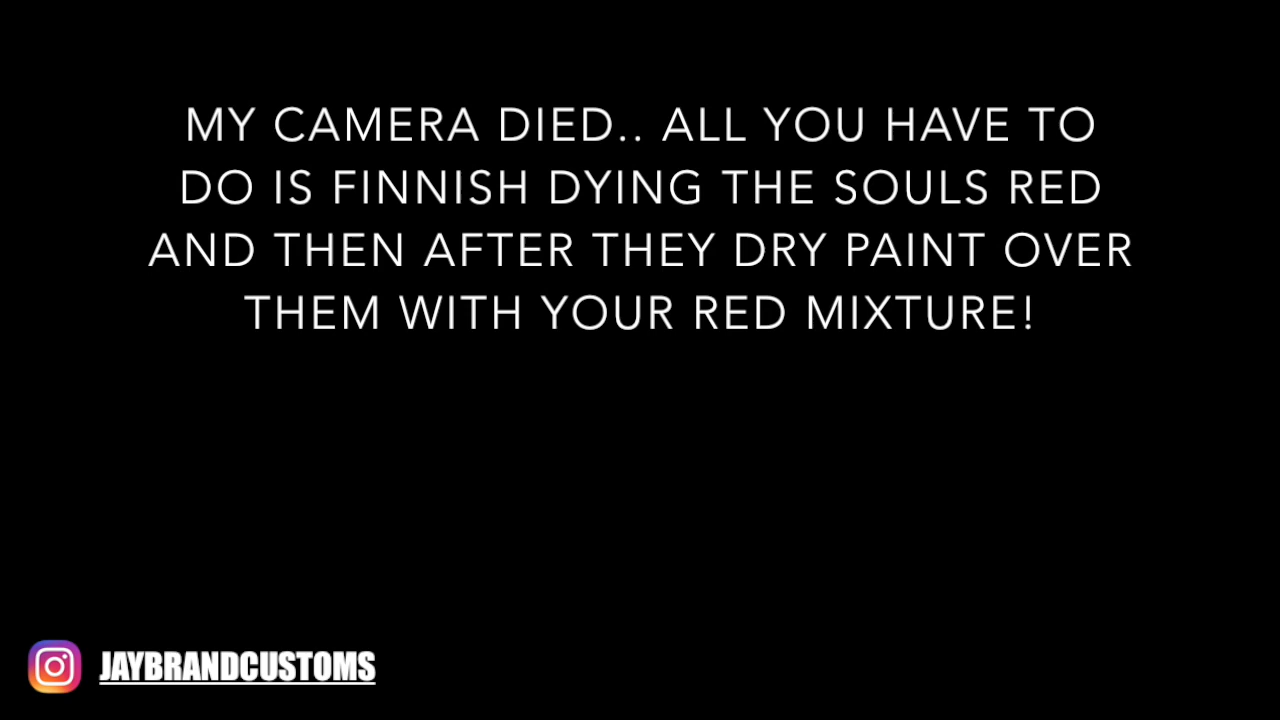 MY CAMERA DIED.. ALL YOU HAVE TO
DO IS FINNISH DYING THE SOULS RED
AND THEN AFTER THEY DRY PAINT OVER
THEM WITH YOUR RED MIXTURE!
JAYBRANDCUSTOMS